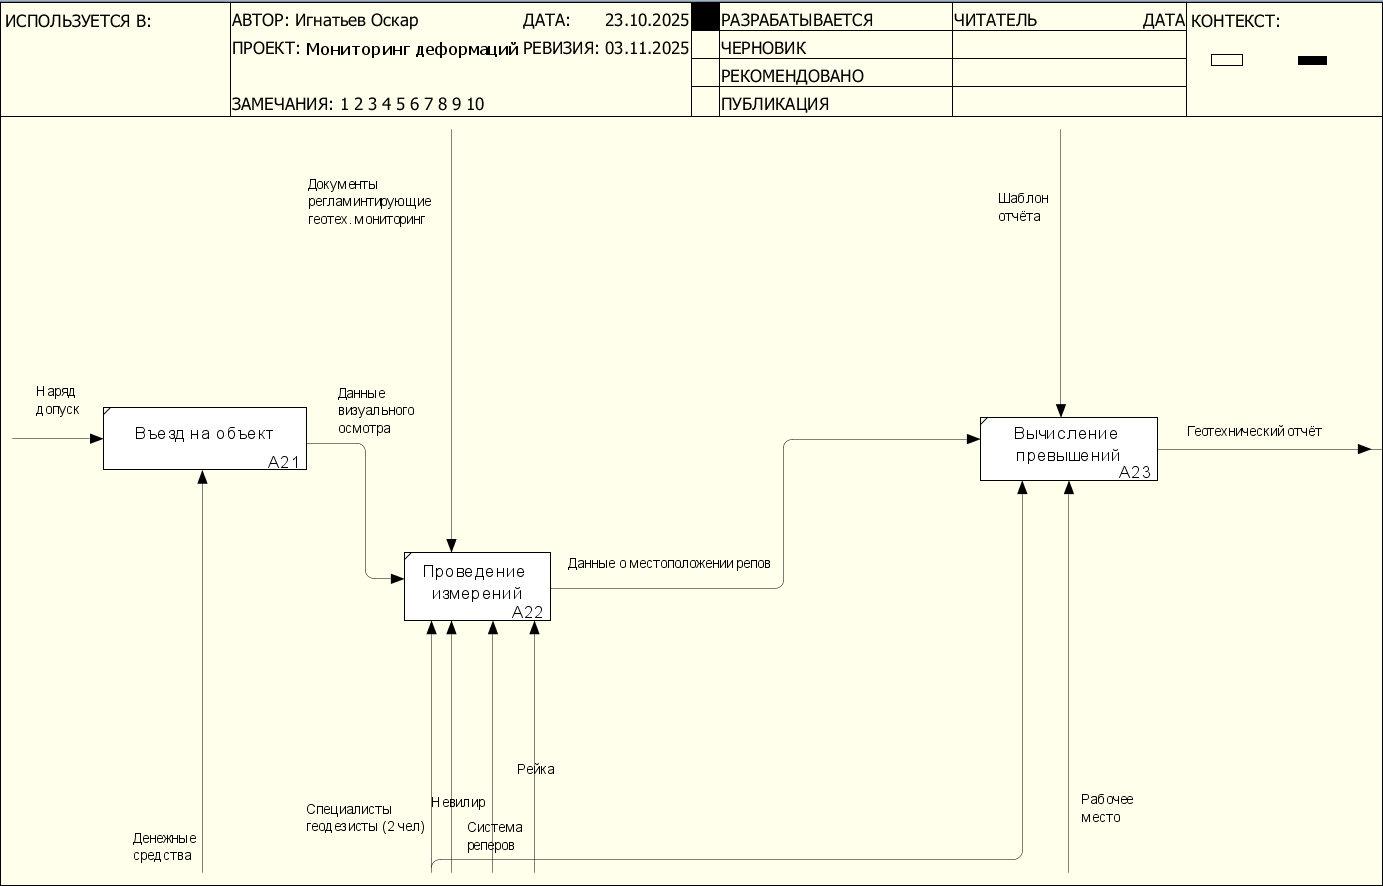 ИСПОЛЬЗУЕТСЯ В:
АВТОР: Игнатьев Оскар
ДАТА: 23.10.2025
ПРОЕКТ: Мониторинг деформаций
РЕВИЗИЯ: 03.11.2025
ЗАМЕЧАНИЯ: 1 2 3 4 5 6 7 8 9 10
РАЗРАБАТЫВАЕТСЯ
ЧЕРНОВИК
РЕКОМЕНДОВАНО
ПУБЛИКАЦИЯ
ЧИТАТЕЛЬ
ДАТА
КОНТЕКСТ:
Документы
регламинтирующие
геотех. мониторинг
Шаблон
отчёта
Наряд
допуск
Въезд на объект
A21
Данные
визуального
осмотра
Проведение
измерений
A22
Данные о местоположении репов
Вычисление
превышений
A23
Геотехнический отчёт
Денежные
средства
Специалисты
геодезисты (2 чел)
Невилир
Система
реперов
Рейка
Рабочее
место